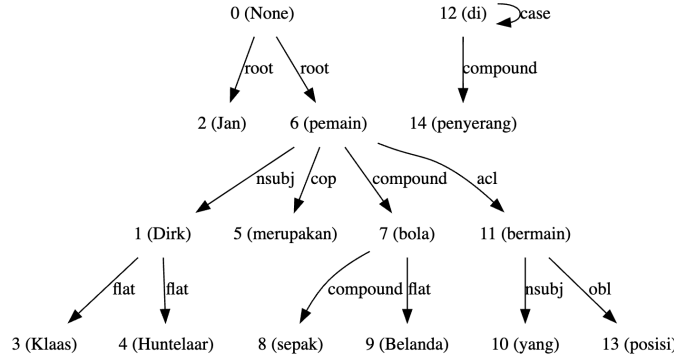 0 (None) 12 (di) case
root root compound
2 (Jan) 6 (pemain) 14 (penyerang)
nsubj cop compound acl
1 (Dirk) 5 (merupakan) 7 (bola) 11 (bermain)
flat flat compound flat nsubj obl
3 (Klaas) 4 (Huntelaar) 8 (sepak) 9 (Belanda) 10 (yang) 13 (posisi)